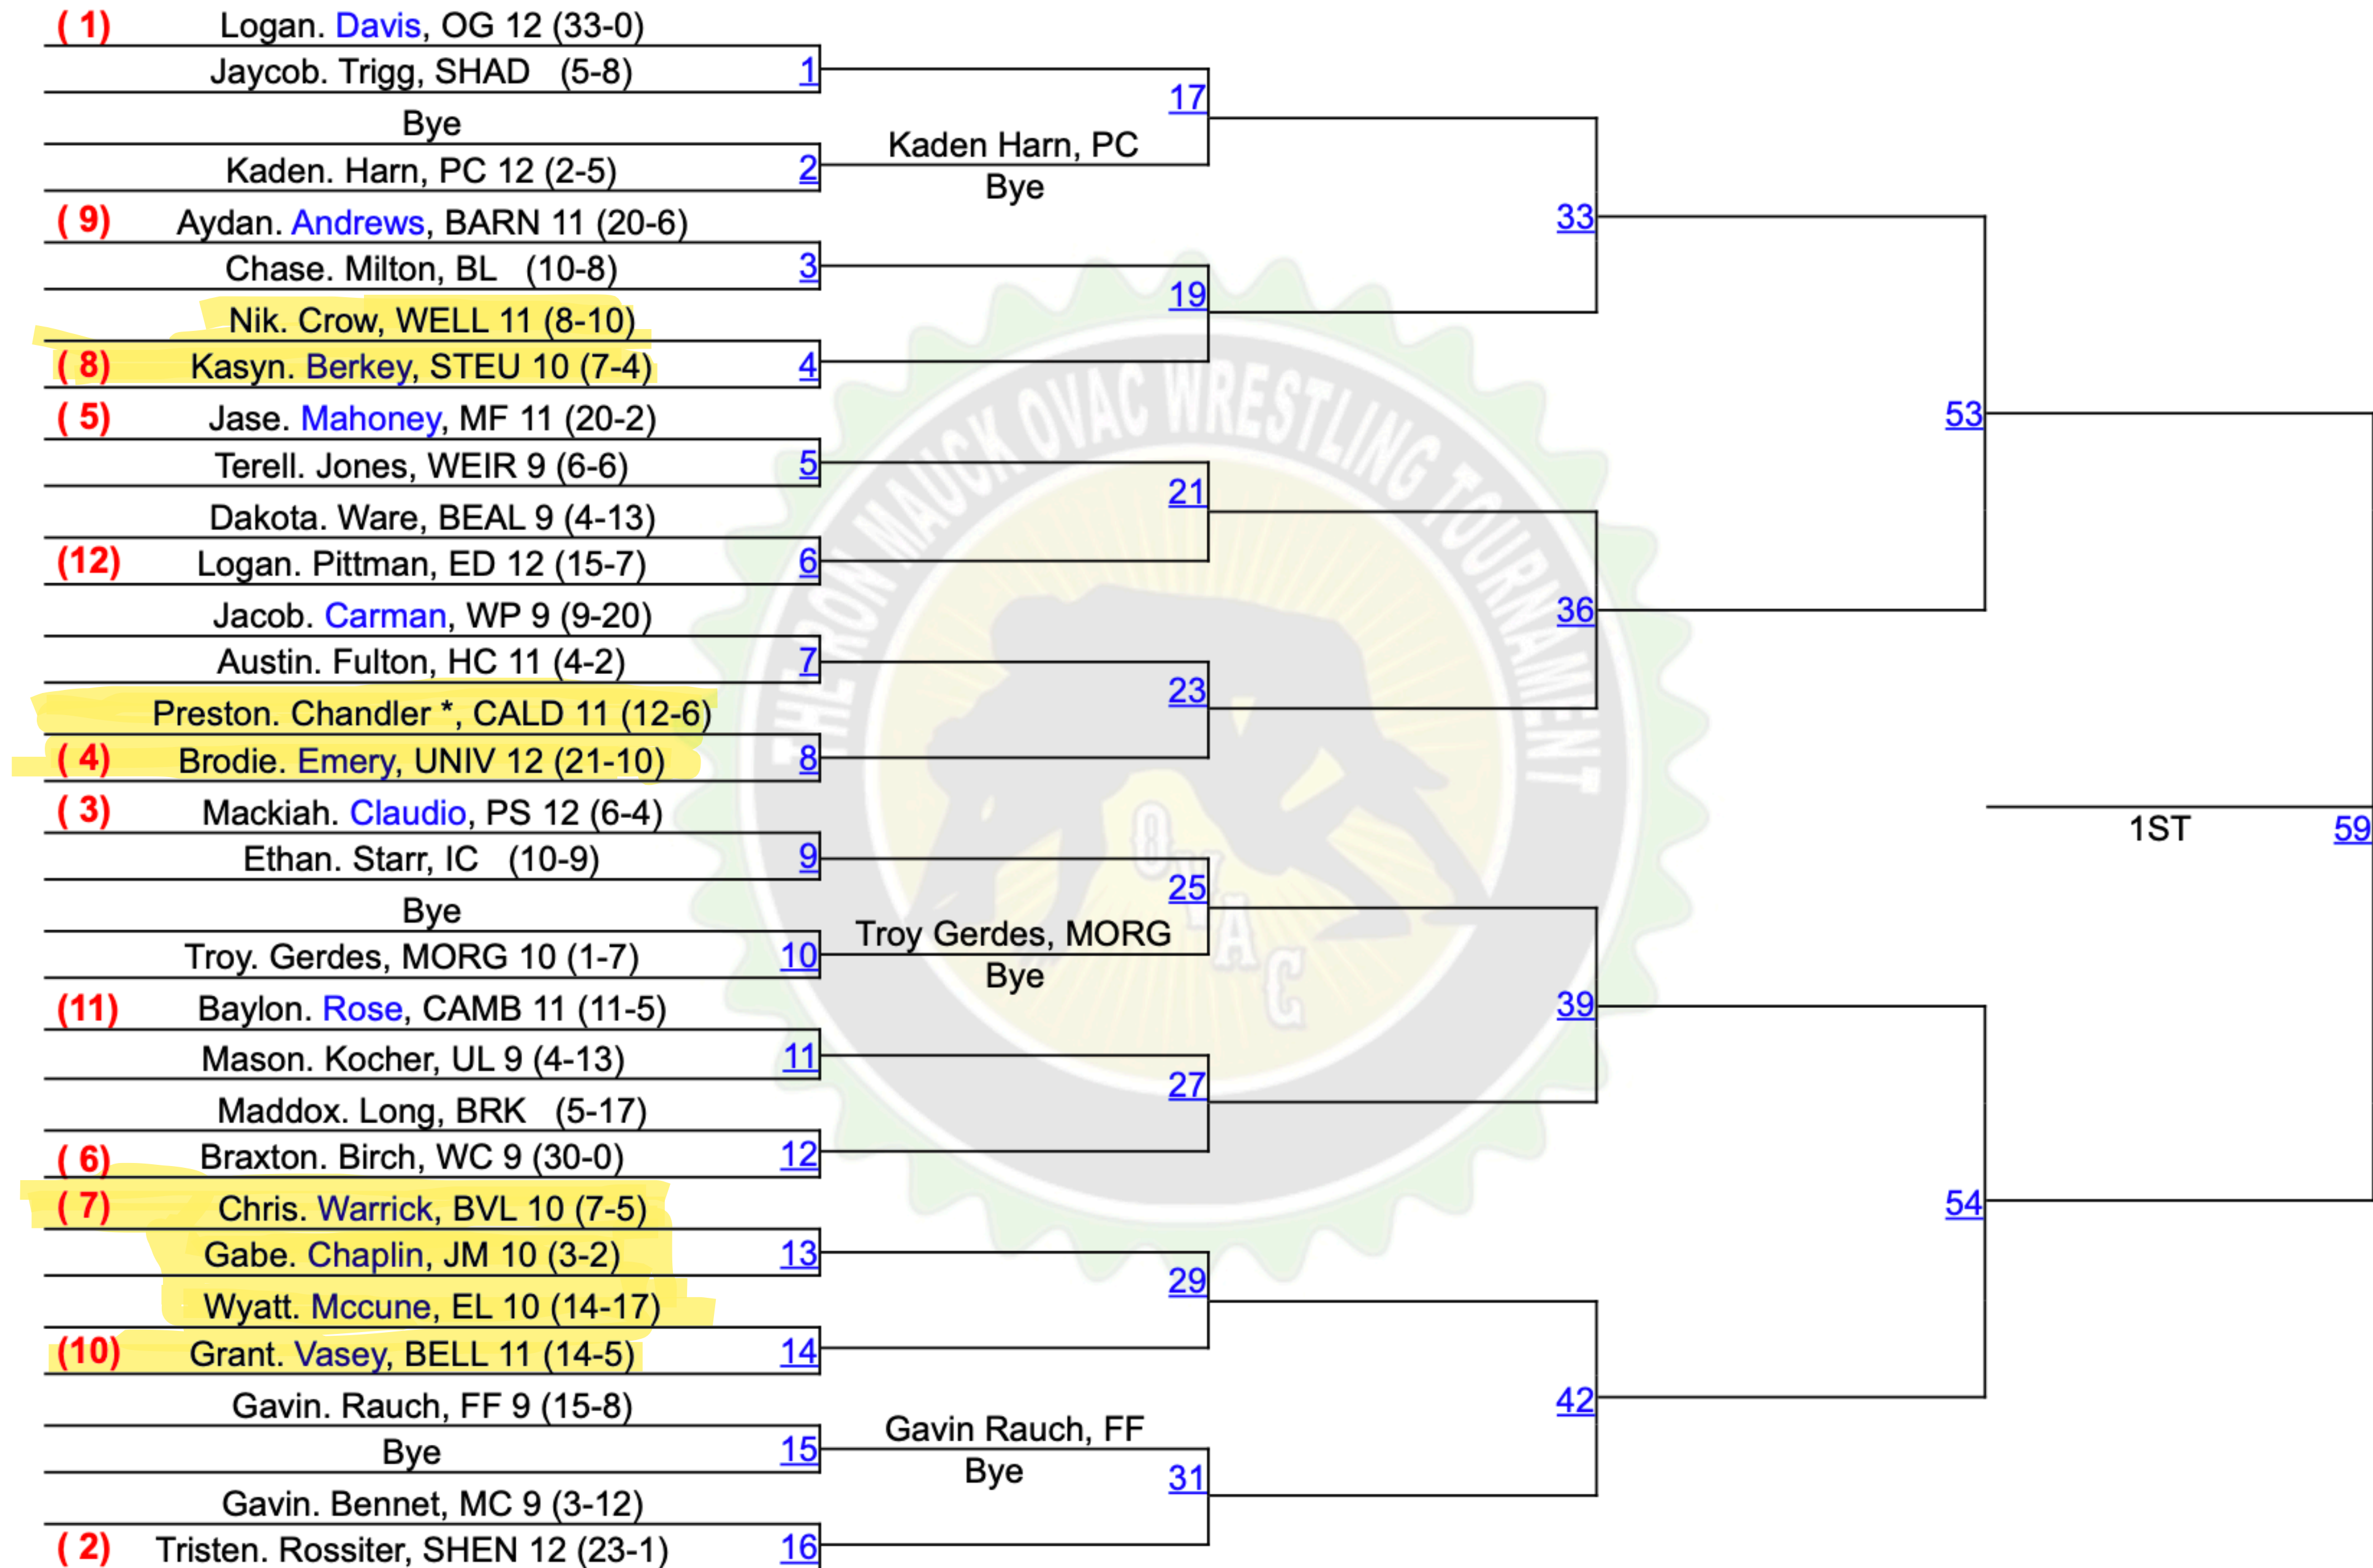 ( 1) Logan. Davis, OG 12 (33-0)
Jaycob. Trigg, SHAD (5-8)
1
Bye
Kaden. Harn, PC 12 (2-5)
2
( 9) Aydan. Andrews, BARN 11 (20-6)
Chase. Milton, BL (10-8)
3
Nik. Crow, WELL 11 (8-10)
( 8) Kasyn. Berkey, STEU 10 (7-4)
4
( 5) Jase. Mahoney, MF 11 (20-2)
Terell. Jones, WEIR 9 (6-6)
5
Dakota. Ware, BEAL 9 (4-13)
(12) Logan. Pittman, ED 12 (15-7)
6
Jacob. Carman, WP 9 (9-20)
Austin. Fulton, HC 11 (4-2)
7
Preston. Chandler *, CALD 11 (12-6)
( 4) Brodie. Emery, UNIV 12 (21-10)
8
( 3) Mackiah. Claudio, PS 12 (6-4)
Ethan. Starr, IC (10-9)
9
Bye
Troy. Gerdes, MORG 10 (1-7)
10
(11) Baylon. Rose, CAMB 11 (11-5)
Mason. Kocher, UL 9 (4-13)
11
Maddox. Long, BRK (5-17)
( 6) Braxton. Birch, WC 9 (30-0)
12
( 7) Chris. Warrick, BVL 10 (7-5)
Gabe. Chaplin, JM 10 (3-2)
13
Wyatt. Mccune, EL 10 (14-17)
(10) Grant. Vasey, BELL 11 (14-5)
14
Gavin. Rauch, FF 9 (15-8)
Bye
15
Gavin. Bennet, MC 9 (3-12)
( 2) Tristen. Rossiter, SHEN 12 (23-1)
16
17
Kaden Harn, PC
Bye
19
21
23
25
Troy Gerdes, MORG
Bye
27
29
Gavin Rauch, FF
Bye
31
33
36
39
42
53
54
1ST
59
THE RON MAUCK OVAC WRESTLING TOURNAMENT
OVAC